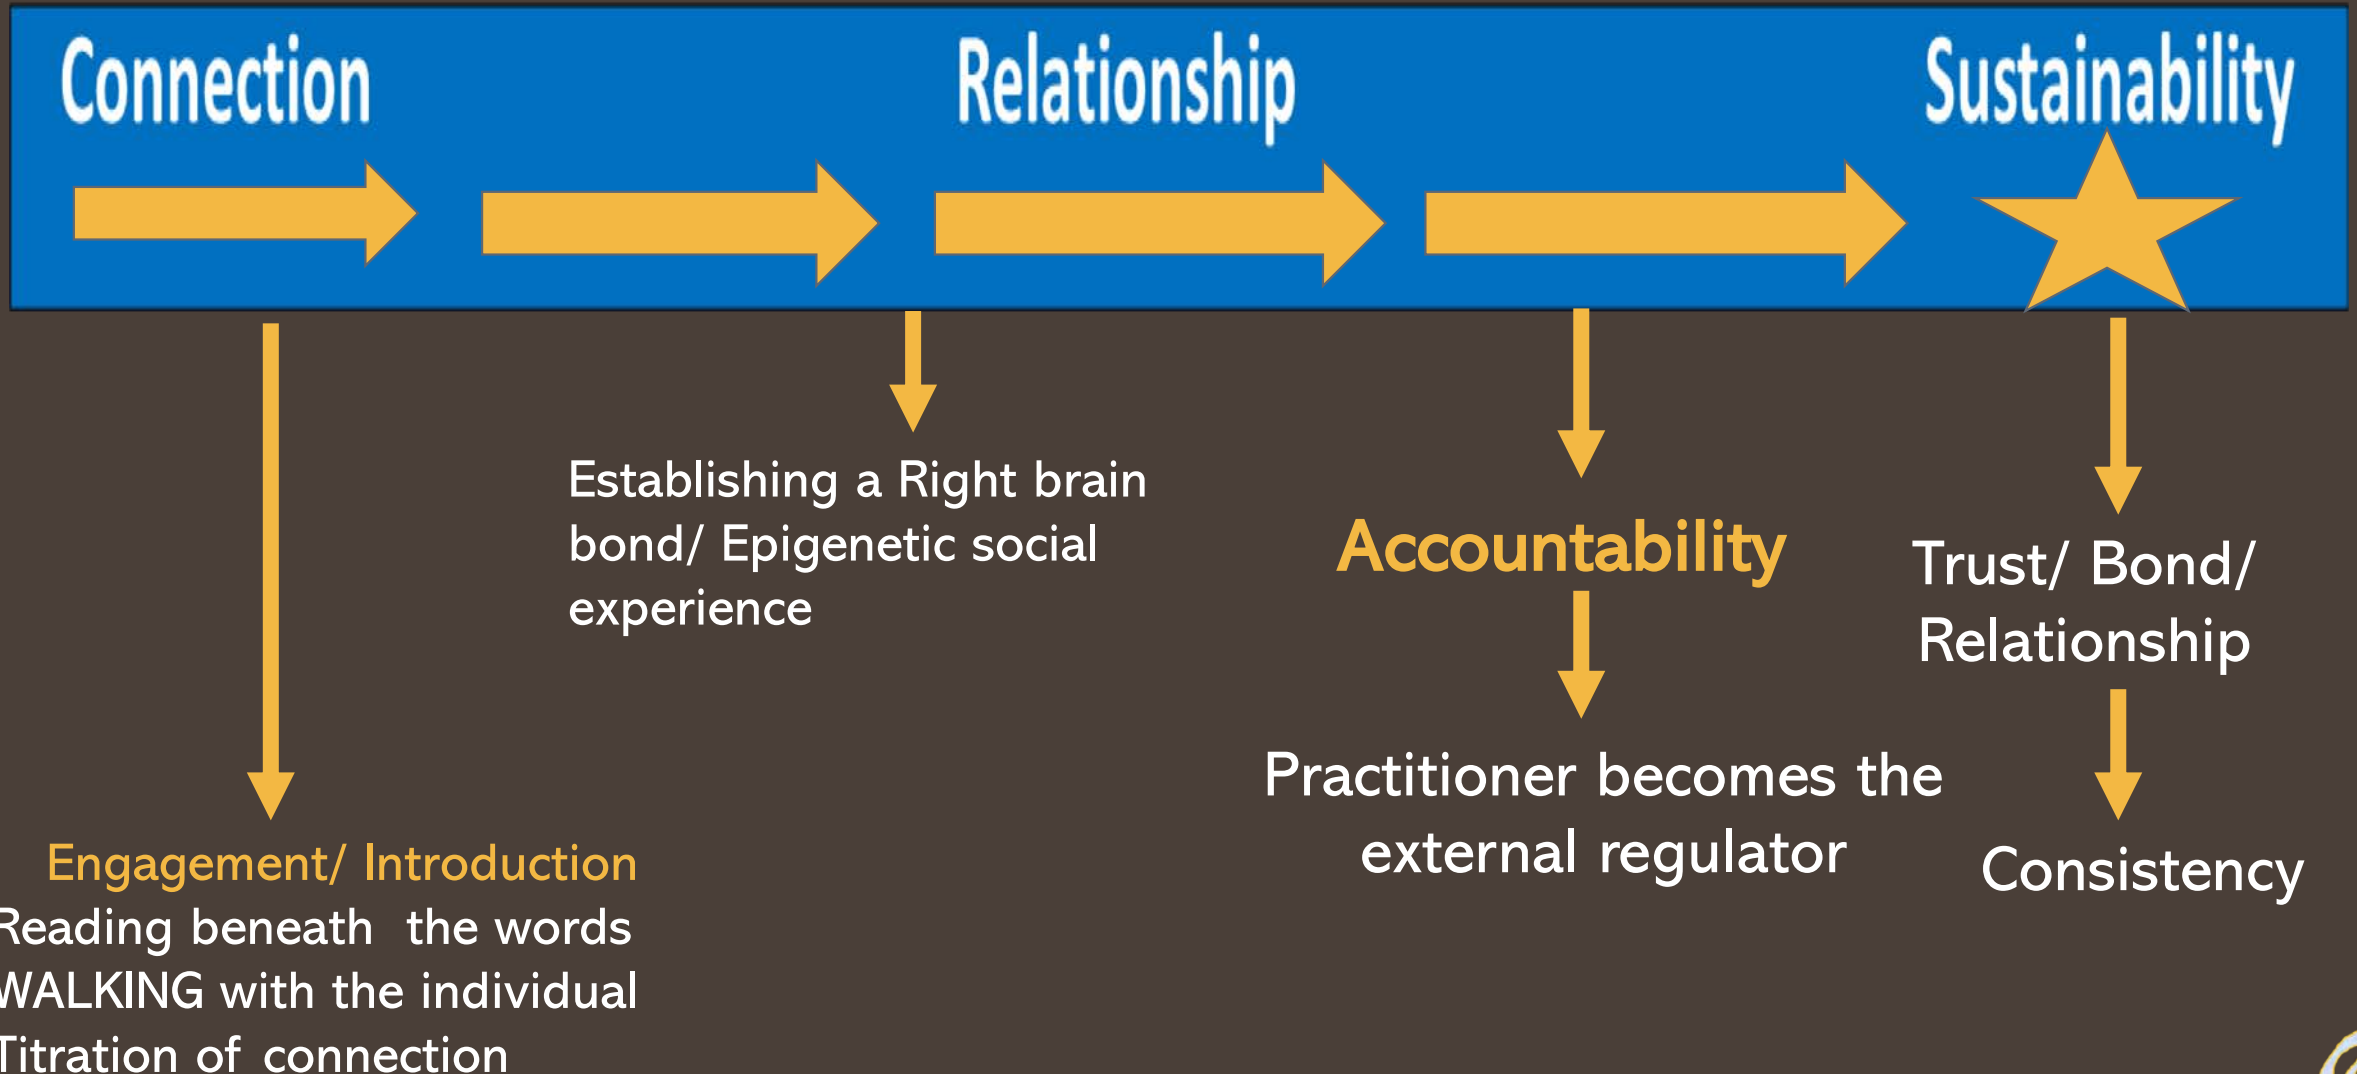 Connection
Relationship
Sustainability
Establishing a Right brain
bond/ Epigenetic social
experience
Accountability
Practitioner becomes the
external regulator
Trust/ Bond/
Relationship
Consistency
Engagement/ Introduction
Reading beneath the words
WALKING with the individual
Titration of connection